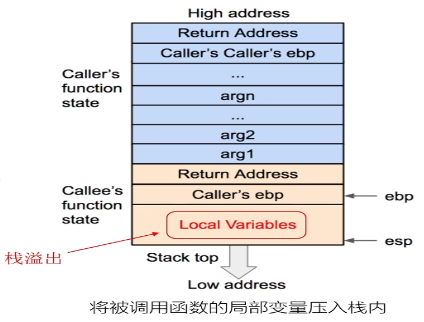 High address
Return Address
Caller's Caller's ebp
...
Caller's
function
state
argn
...
arg2
arg1
Return Address
Callee's
function
state
Caller's ebp
ebp
Local Variables
栈溢出
esp
Stack top
Low address
将被调用函数的局部变量压入栈内